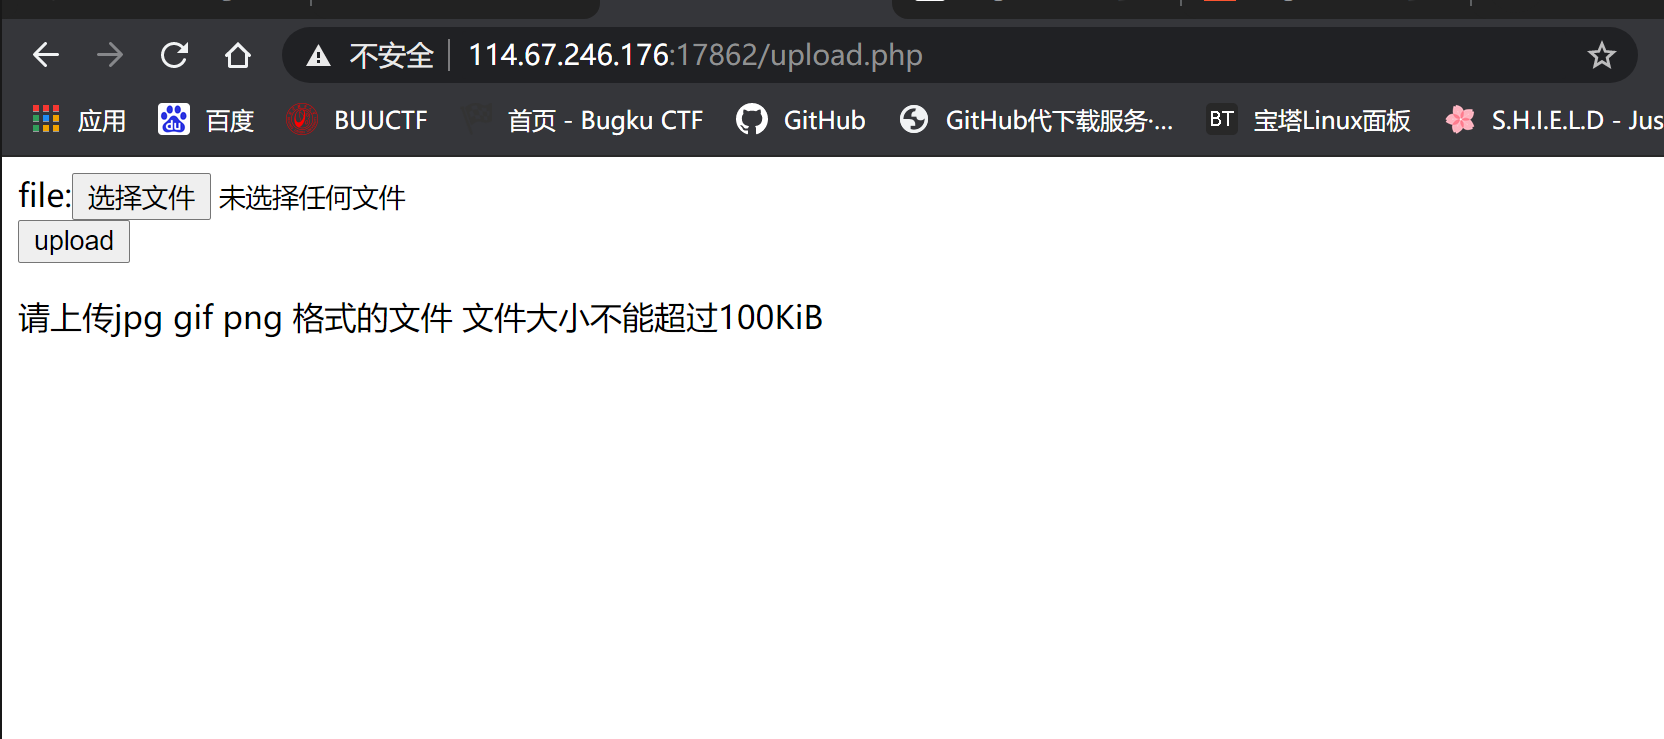 不安全 114.67.246.176:17862/upload.php
应用 百度 BUUCTF 首页 - Bugku CTF GitHub GitHub代下载服务·... BT 宝塔Linux面板 S.H.I.E.L.D - Jus
file:选择文件 未选择任何文件
upload
请上传jpg gif png 格式的文件 文件大小不能超过100KiB